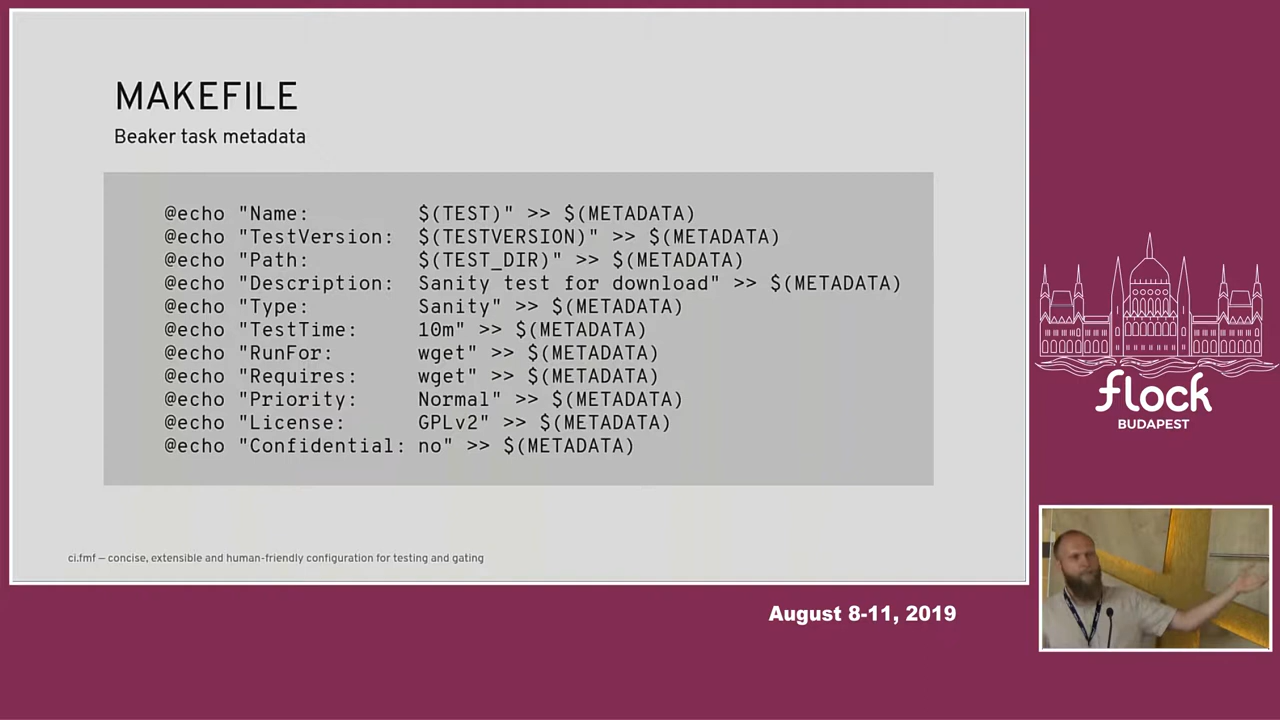 MAKEFILE
Beaker task metadata
@echo "Name:         $(TEST)" >> $(METADATA)
@echo "TestVersion:  $(TESTVERSION)" >> $(METADATA)
@echo "Path:         $(TEST_DIR)" >> $(METADATA)
@echo "Description:  Sanity test for download" >> $(METADATA)
@echo "Type:         Sanity" >> $(METADATA)
@echo "TestTime:     10m" >> $(METADATA)
@echo "RunFor:       wget" >> $(METADATA)
@echo "Requires:     wget" >> $(METADATA)
@echo "Priority:     Normal" >> $(METADATA)
@echo "License:      GPLv2" >> $(METADATA)
@echo "Confidential: no" >> $(METADATA)
ci.fmf – concise, extensible and human-friendly configuration for testing and gating
flock
BUDAPEST
August 8-11, 2019